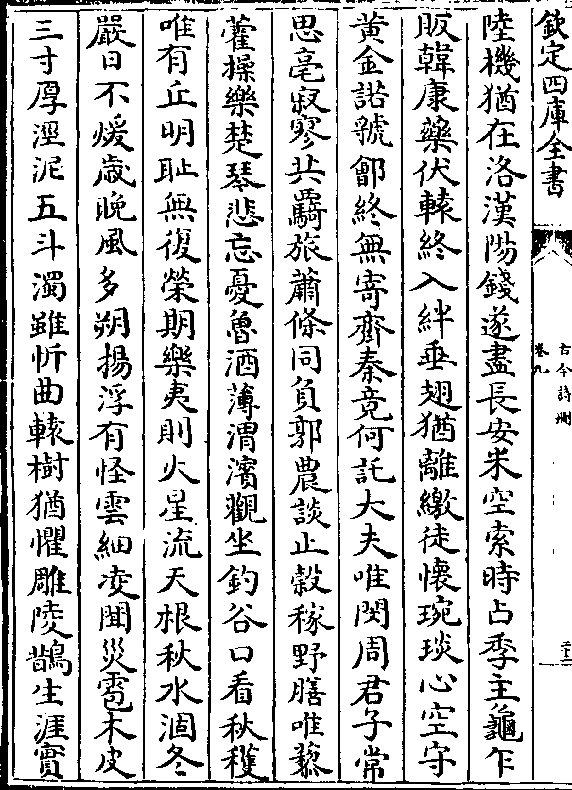 欽定四庫全書
古今詩刪
卷九
陸機猶在洛漢陽錢遂盡長安米空索時占季主龜乍
販韓康藥伏轅終入絆垂翅猶離繳徒懷琬琰心空守
黄金諾虢鄶終無寄齊秦竟何託大夫唯閔周君子常
思亳寂寥共羇旅蕭條同負郭農談止榖稼野膳唯藜
藿操樂楚琴悲忘憂魯酒薄渭濱觀坐釣谷口看秋穫
唯有丘明耻無復榮期樂夷則火星流天根秋水涸冬
嚴日不煖歳晚風多朔揚浮有怪雲細凌聞災雹木皮
三寸厚涇泥五斗濁雖忻曲轅樹猶懼雕陵鵲生涯實